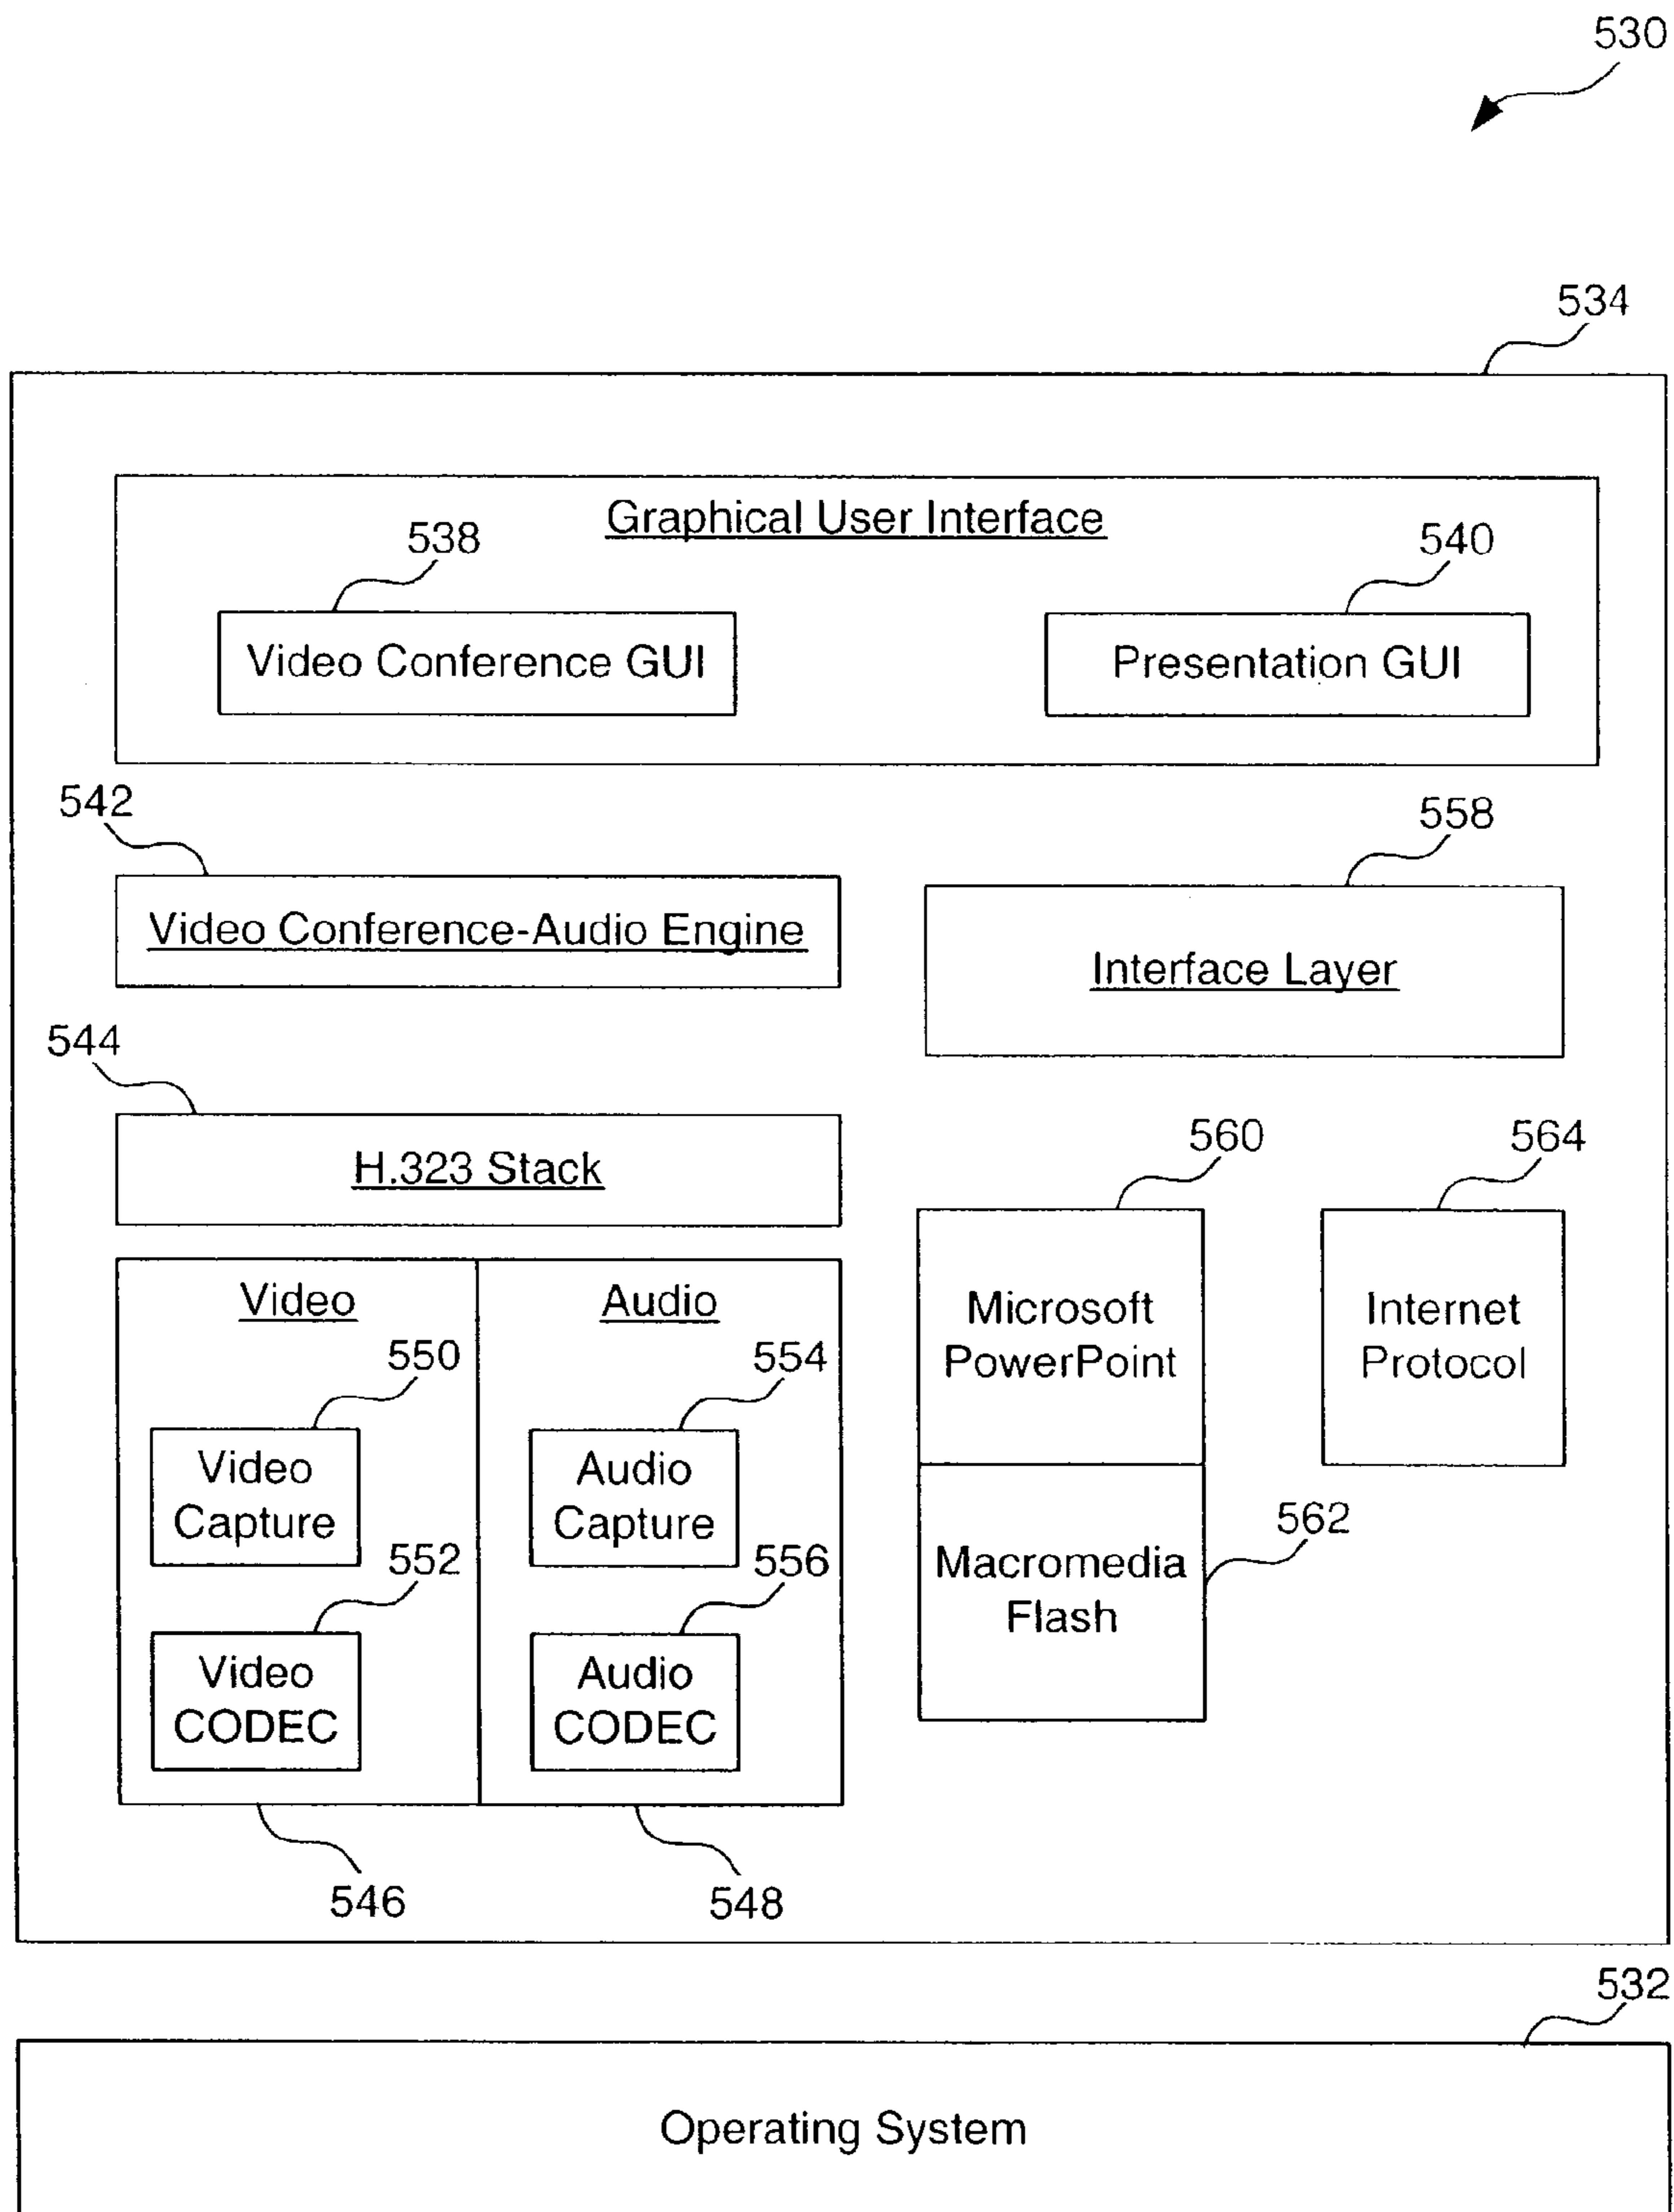 530
534
Graphical User Interface
538
540
Video Conference GUI
Presentation GUI
542
558
Video Conference-Audio Engine
Interface Layer
544
H.323 Stack
560
564
Video
Audio
Microsoft
PowerPoint
Internet
Protocol
550
554
Video
Capture
Audio
Capture
562
552
556
Macromedia
Flash
Video
CODEC
Audio
CODEC
546
548
532
Operating System